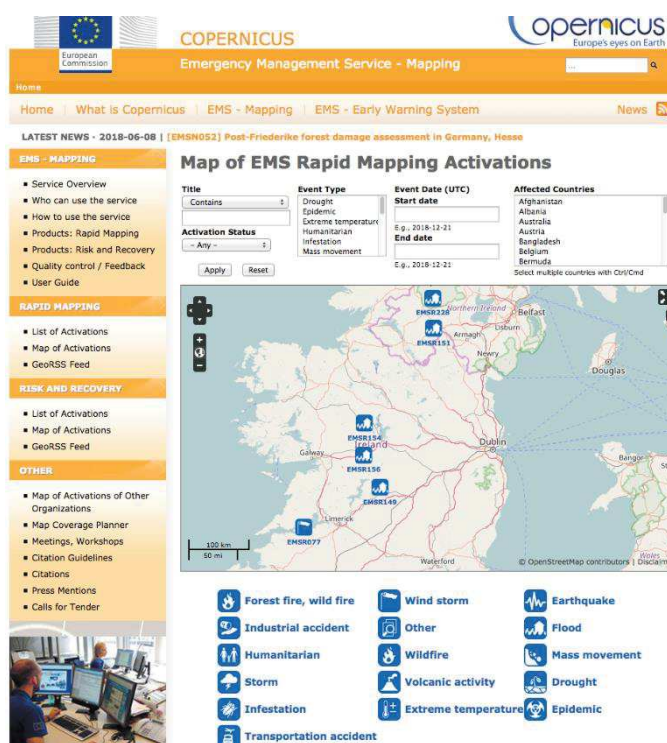 European
Commission
COPERNICUS
opernicus
Europe's eyes on Earth
Emergency Management Service - Mapping
...
Home
Home | What is Copernicus | EMS - Mapping | EMS - Early Warning System
News
LATEST NEWS - 2018-06-08 | [EMSN052] Post-Friederike forest damage assessment in Germany, Hesse
EMS - MAPPING
Service Overview
Who can use the service
How to use the service
Products: Rapid Mapping
Products: Risk and Recovery
Quality control / Feedback
User Guide
RAPID MAPPING
List of Activations
Map of Activations
GeoRSS Feed
RISK AND RECOVERY
List of Activations
Map of Activations
GeoRSS Feed
OTHER
Map of Activations of Other
Organizations
Map Coverage Planner
Meetings, Workshops
Citation Guidelines
Citations
Press Mentions
Calls for Tender
Map of EMS Rapid Mapping Activations
Title
Contains
Activation Status
- Any -
Apply Reset
Event Type
Drought
Epidemic
Extreme temperature
Humanitarian
Infestation
Mass movement
Event Date (UTC)
Start date
E.g., 2018-12-21
End date
E.g., 2018-12-21
Affected Countries
Afghanistan
Albania
Australia
Austria
Bangladesh
Belgium
Bermuda
Select multiple countries with Ctrl/Cmd
EMSR228
Northern Ireland
Belfast
EMSR151
Armagh
Lisburn
Newry
Douglas
EMSR154
Ireland
Galway
EMSR156
Dublin
Bangor
EMSR149
Limerick
EMSR077
Waterford
Wales
100 km
50 mi
© OpenStreetMap contributors | Disclaim
Forest fire, wild fire
Wind storm
Earthquake
Industrial accident
Other
Flood
Humanitarian
Wildfire
Mass movement
Storm
Volcanic activity
Drought
Infestation
Extreme temperature
Epidemic
Transportation accident